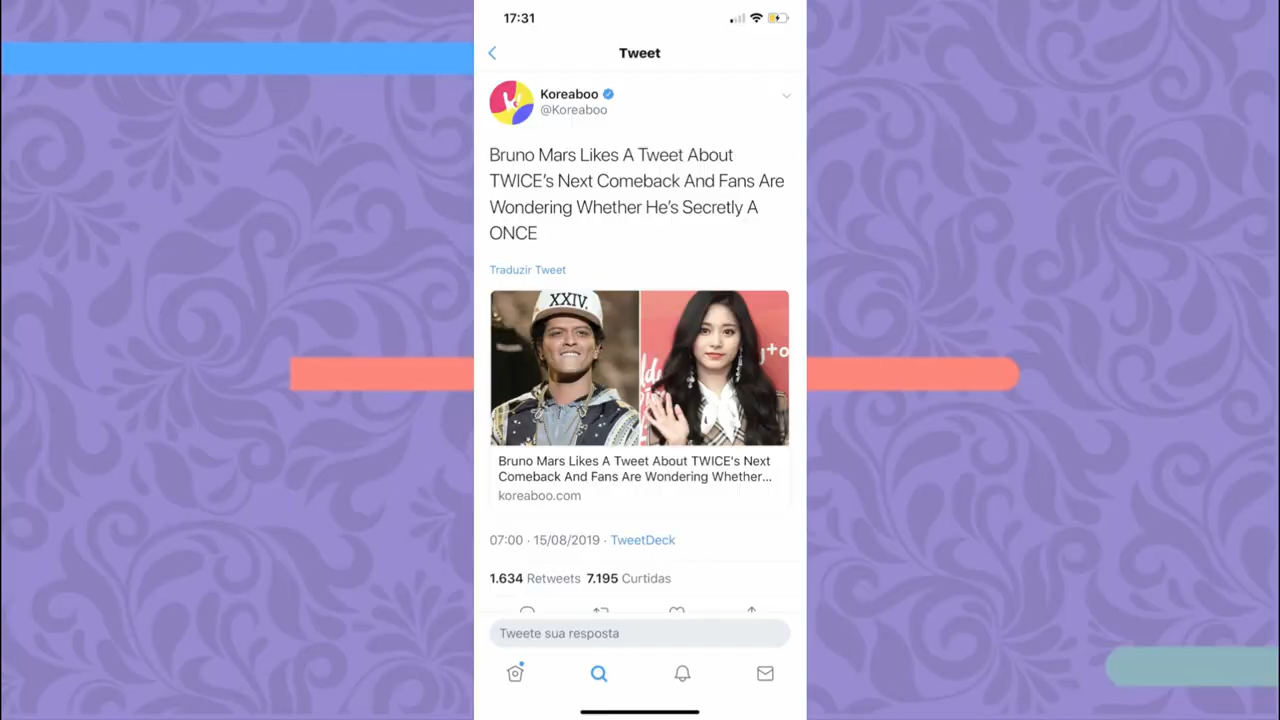 17:31
Tweet
Koreaboo
@Koreaboo
Bruno Mars Likes A Tweet About
TWICE's Next Comeback And Fans Are
Wondering Whether He's Secretly A
ONCE
Traduzir Tweet
XXIV.
Bruno Mars Likes A Tweet About TWICE's Next
Comeback And Fans Are Wondering Whether...
koreaboo.com
07:00 · 15/08/2019 · TweetDeck
1.634 Retweets 7.195 Curtidas
Tweete sua resposta